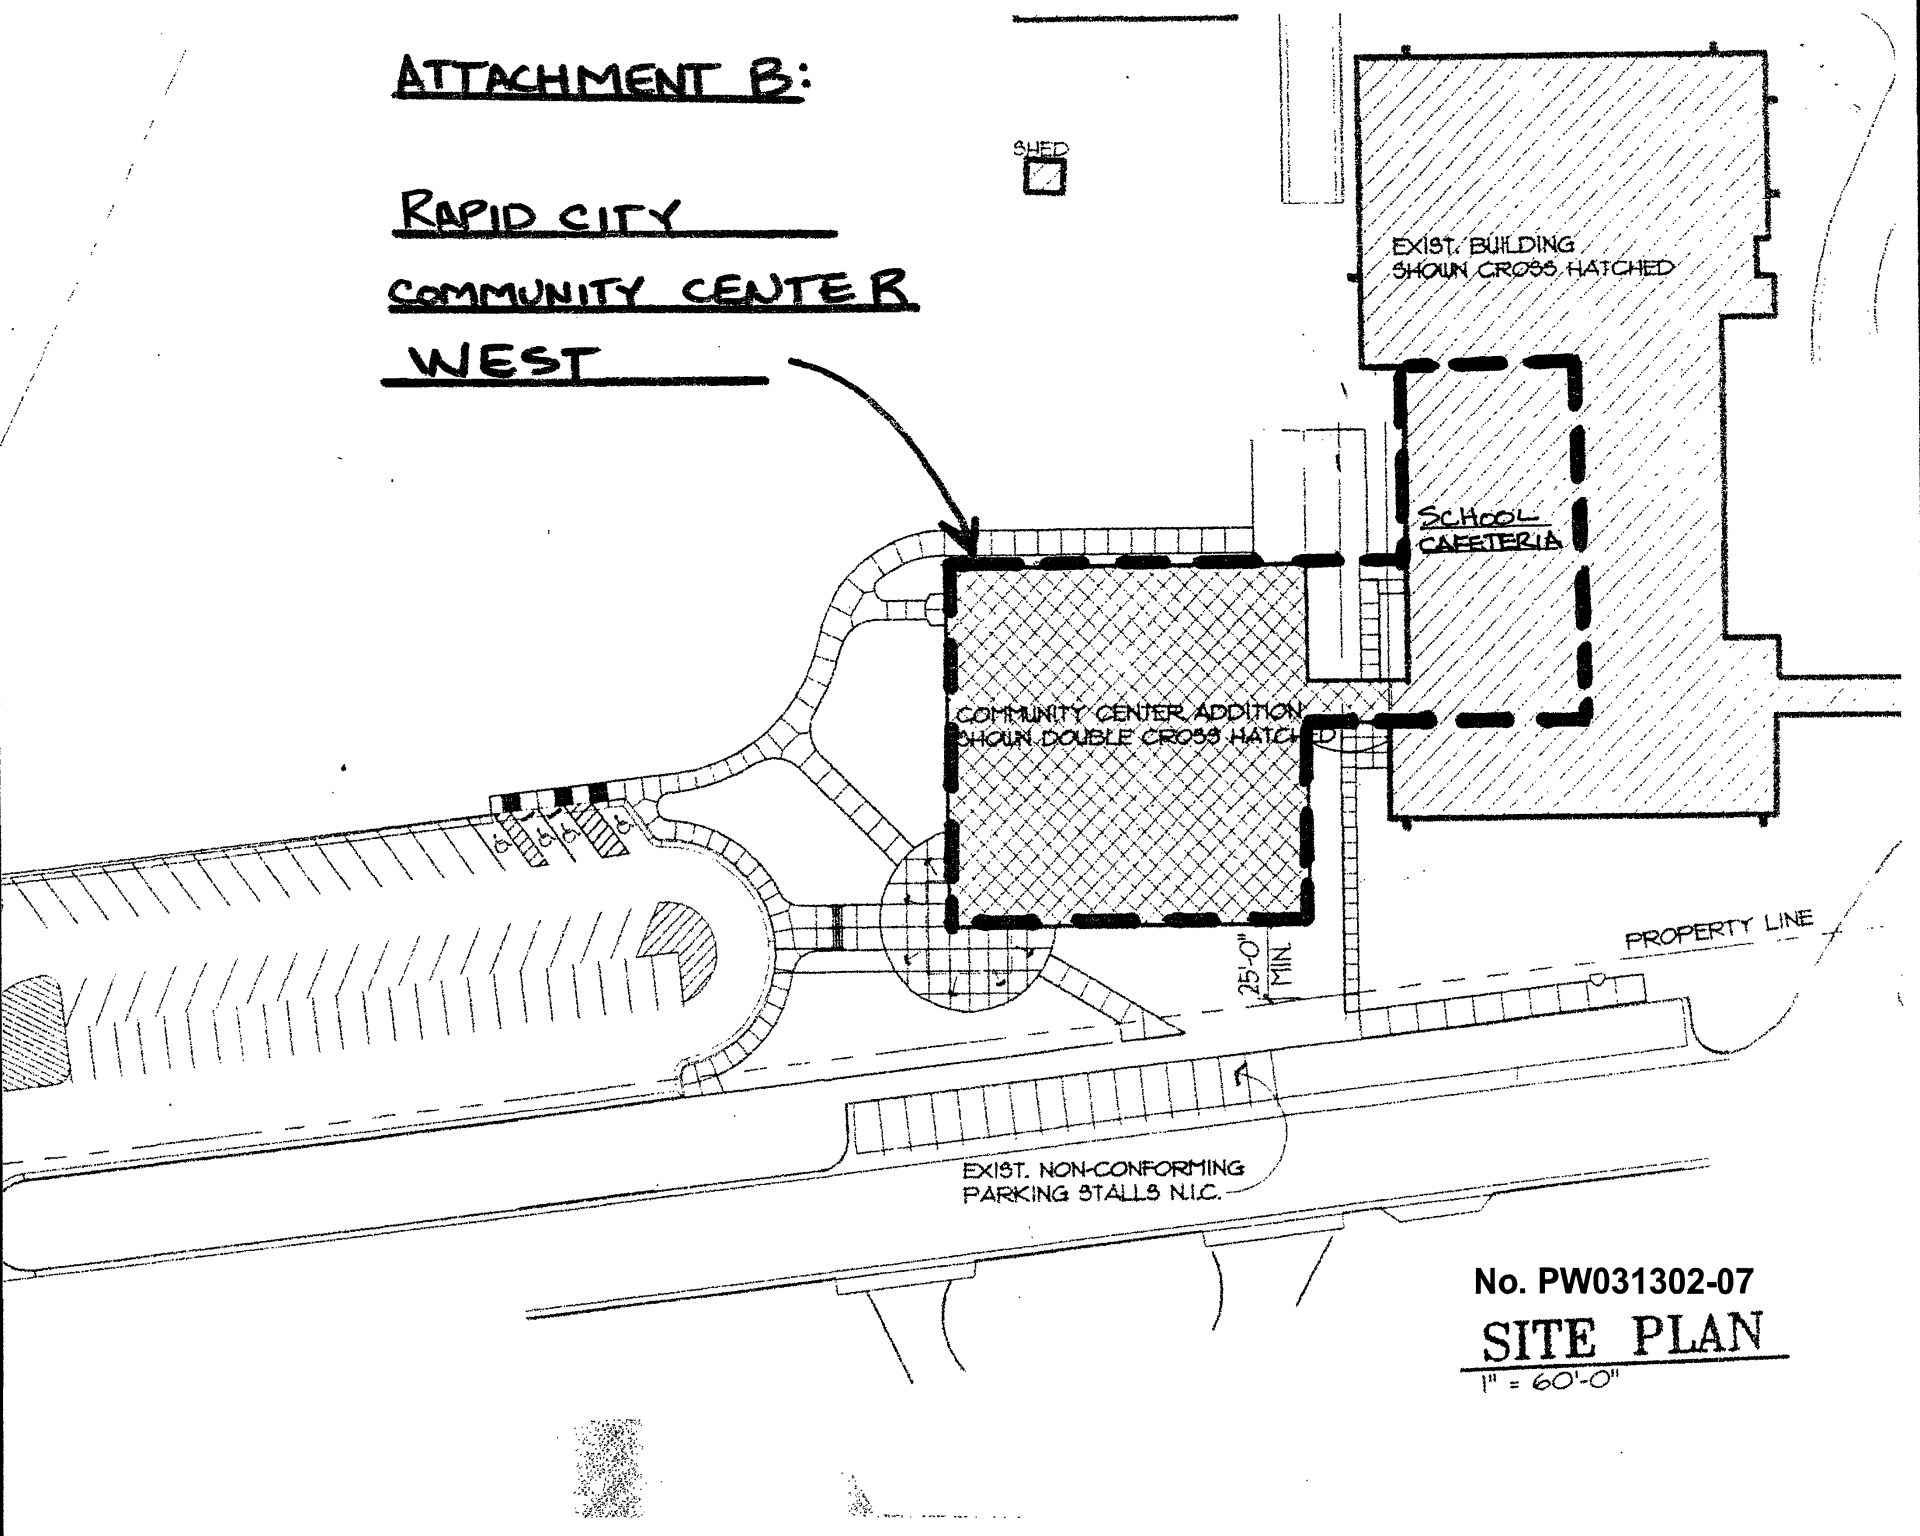 ATTACHMENT B:
RAPID CITY
COMMUNITY CENTER
WEST
SHED
EXIST. BUILDING
SHOWN CROSS HATCHED
SCHOOL
CAFETERIA
COMMUNITY CENTER ADDITION
SHOWN DOUBLE CROSS HATCHED
PROPERTY LINE
25'-0"
MIN.
EXIST. NON-CONFORMING
PARKING STALLS N.I.C.
No. PW031302-07
SITE PLAN
1" = 60'-0"